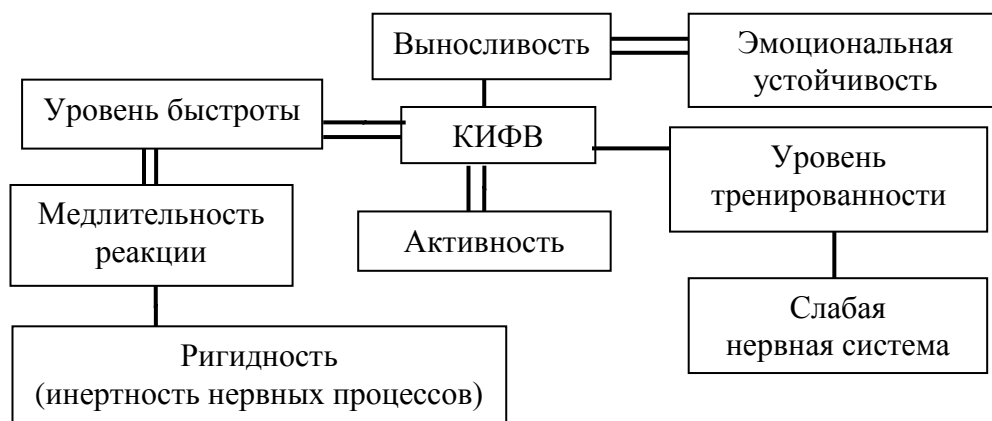 Выносливость
Эмоциональная
устойчивость
Уровень быстроты
КИФВ
Уровень
тренированности
Медлительность
реакции
Активность
Слабая
нервная система
Ригидность
(инертность нервных процессов)